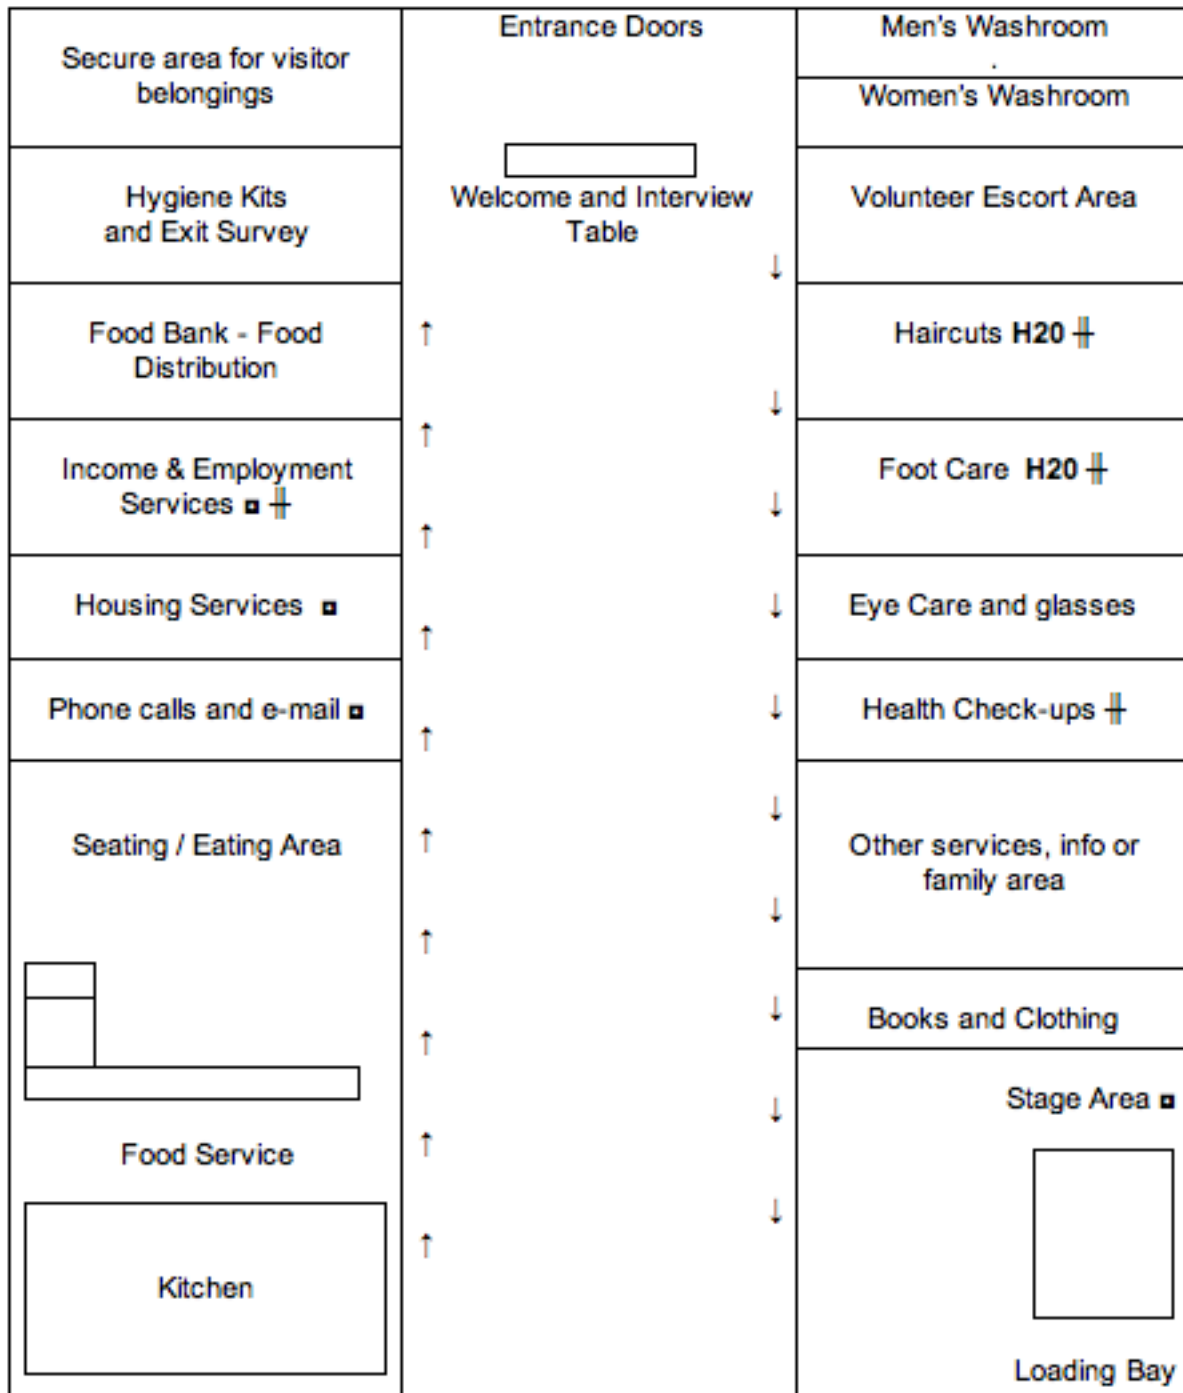 Secure area for visitor
belongings
Hygiene Kits
and Exit Survey
Food Bank - Food
Distribution
Income & Employment
Services ◘ ╫
Housing Services ◘
Phone calls and e-mail ◘
Seating / Eating Area
Food Service
Kitchen
Entrance Doors
Welcome and Interview
Table
Men's Washroom
.
Women's Washroom
Volunteer Escort Area
Haircuts H20 ╫
Foot Care H20 ╫
Eye Care and glasses
Health Check-ups ╫
Other services, info or
family area
Books and Clothing
Stage Area ◘
Loading Bay